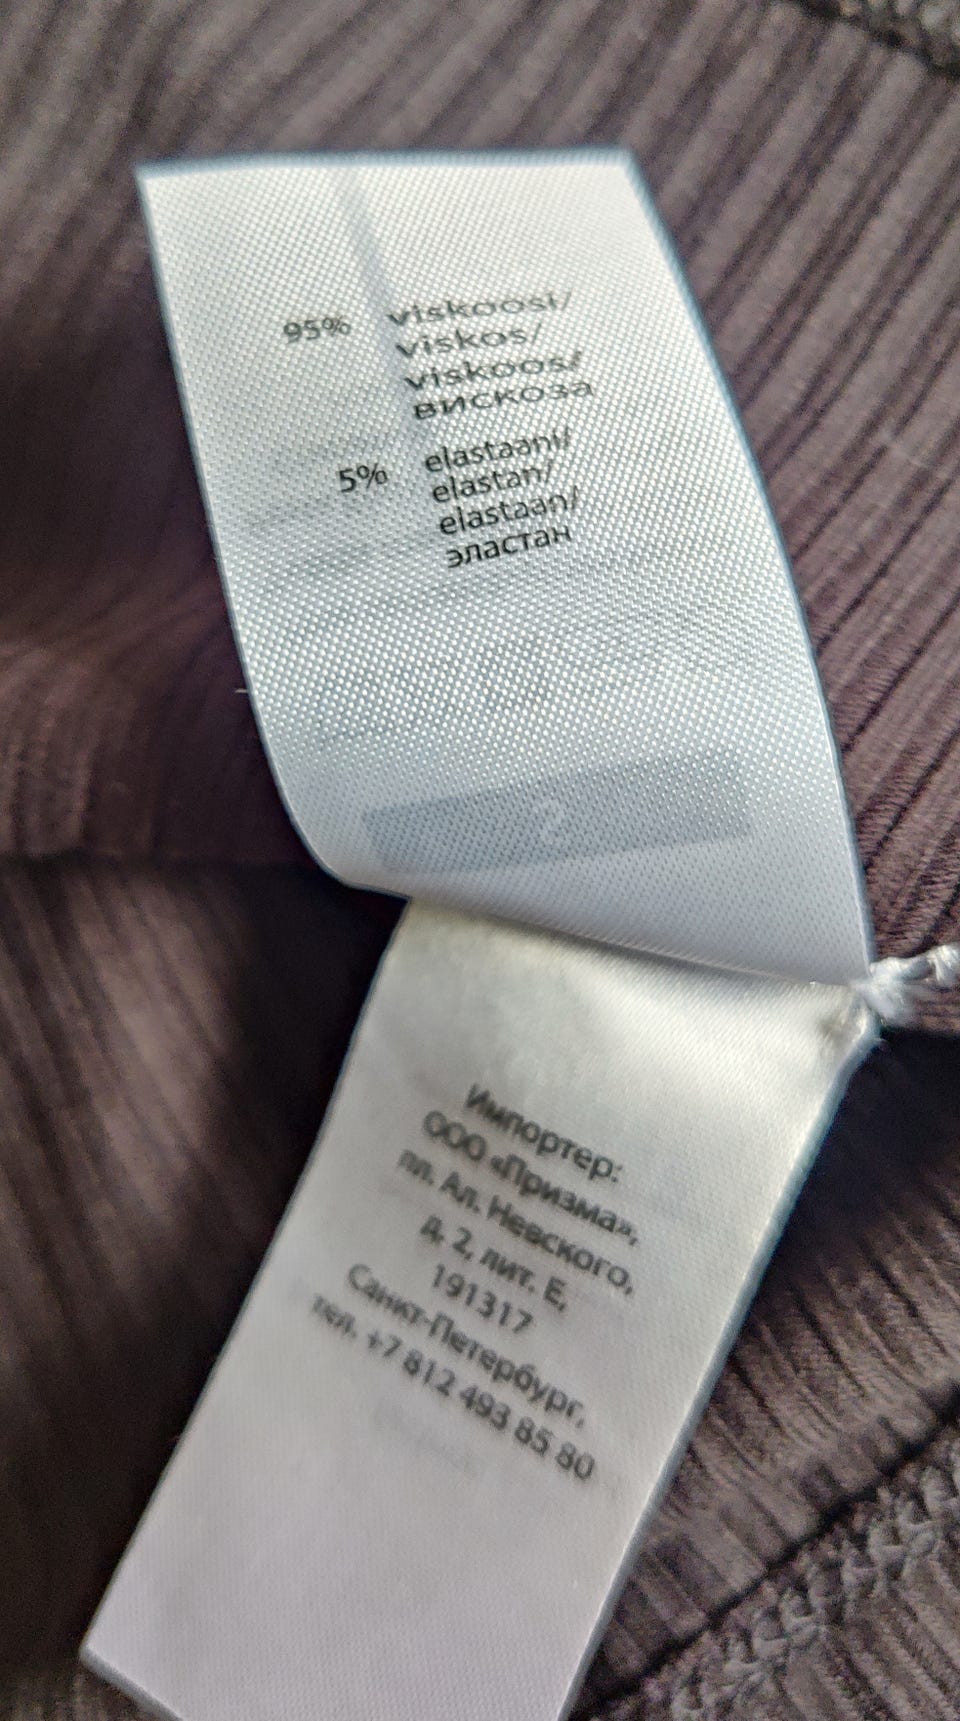 95% viskoosi/
viskos/
viskoos/
вискоза
5% elastaani/
elastan/
elastaan/
эластан
2
Импортер:
ООО «Призма»,
пл. Ал. Невского,
д. 2, лит. Е,
191317
Санкт-Петербург,
тел. +7 812 493 85 80